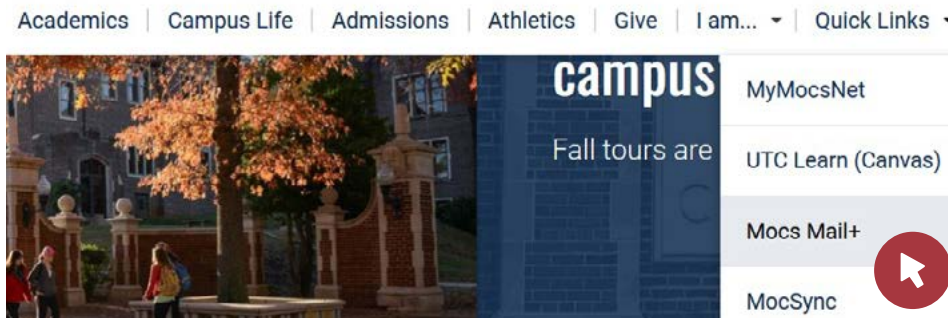 Academics Campus Life Admissions Athletics Give I am... Quick Links
campus
Fall tours are
MyMocsNet
UTC Learn (Canvas)
Mocs Mail+
MocSync